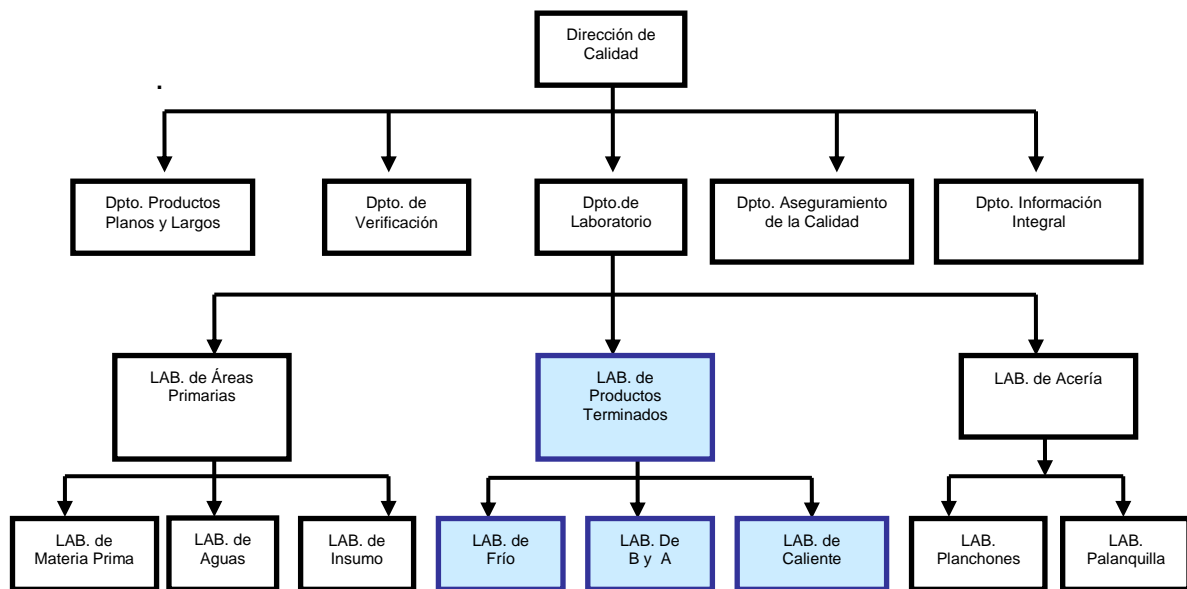 Dirección de
Calidad
.
Dpto. Productos
Planos y Largos
Dpto. de
Verificación
Dpto.de
Laboratorio
Dpto. Aseguramiento
de la Calidad
Dpto. Información
Integral
LAB. de Áreas
Primarias
LAB. de
Productos
Terminados
LAB. de Acería
LAB. de
Materia Prima
LAB. de
Aguas
LAB. de
Insumo
LAB. de
Frío
LAB. De
B y A
LAB. de
Caliente
LAB.
Planchones
LAB.
Palanquilla